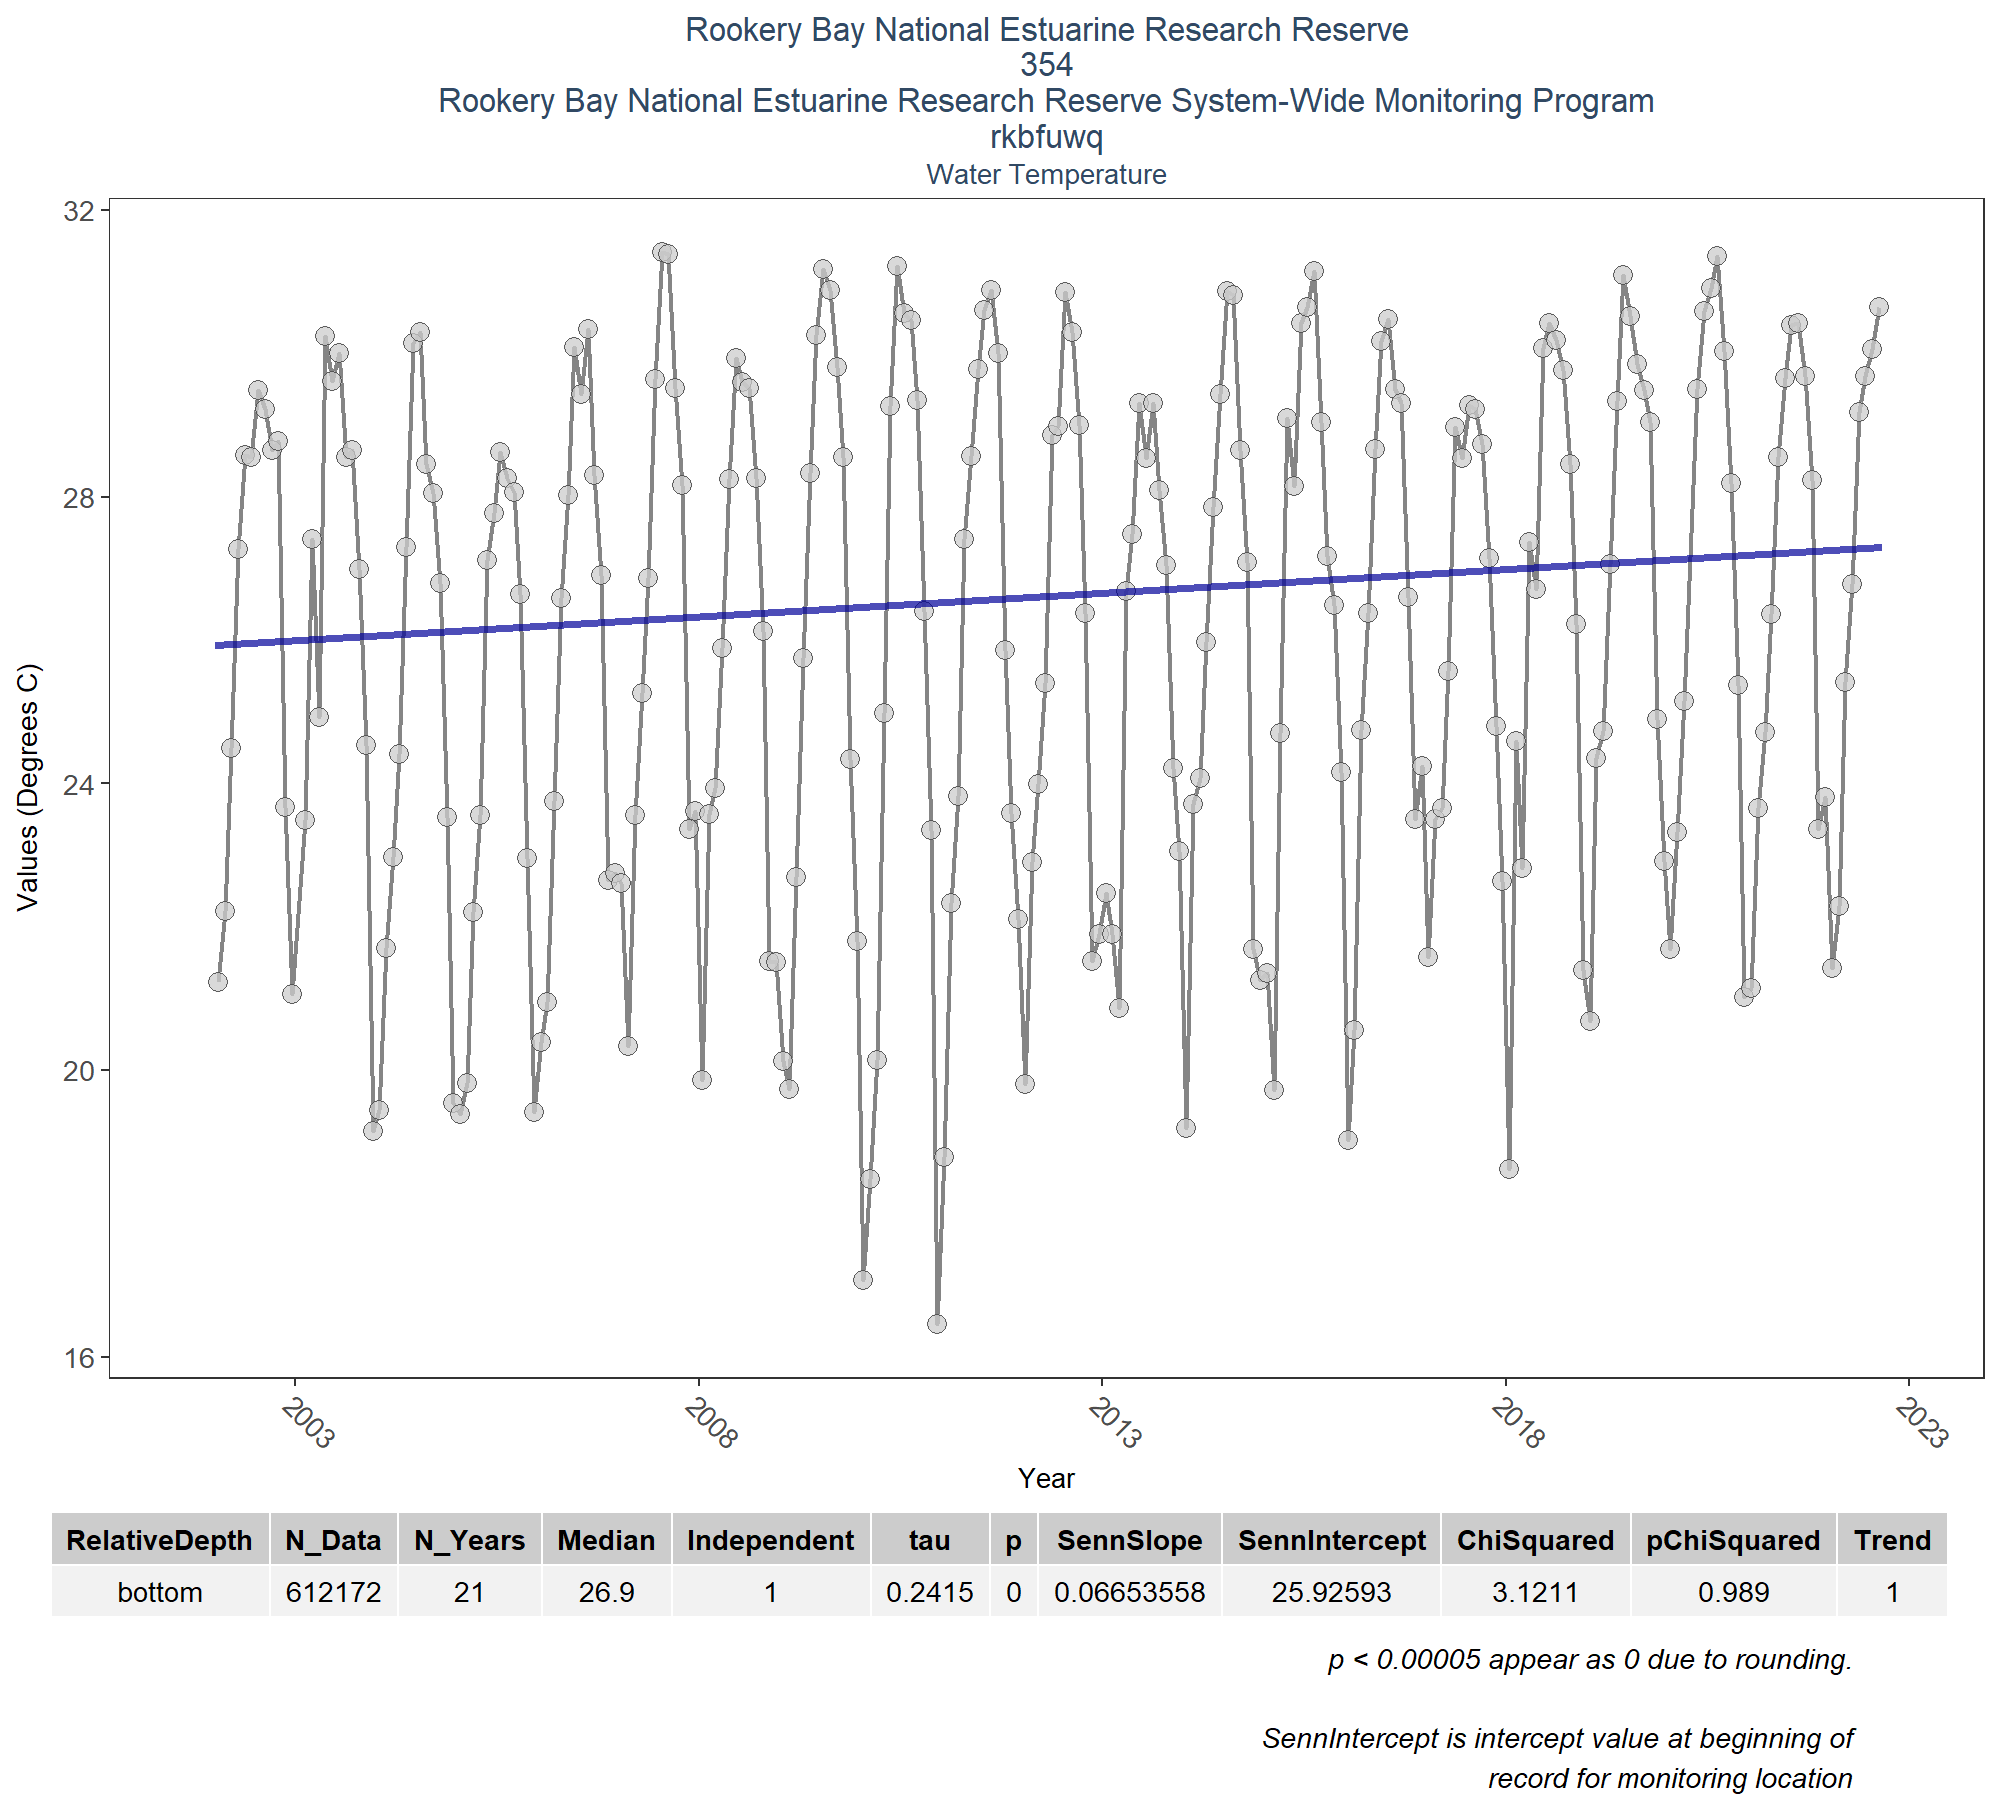 Rookery Bay National Estuarine Research Reserve
354
Rookery Bay National Estuarine Research Reserve System-Wide Monitoring Program
rkbfuwq
Water Temperature
32
28
24
20
16
Values (Degrees C)
2003 2008 2013 2018 2023
Year
RelativeDepth N_Data N_Years Median Independent tau p SennSlope SennIntercept ChiSquared pChiSquared Trend
bottom 612172 21 26.9 1 0.2415 0 0.06653558 25.92593 3.1211 0.989 1
p < 0.00005 appear as 0 due to rounding.
SennIntercept is intercept value at beginning of
record for monitoring location